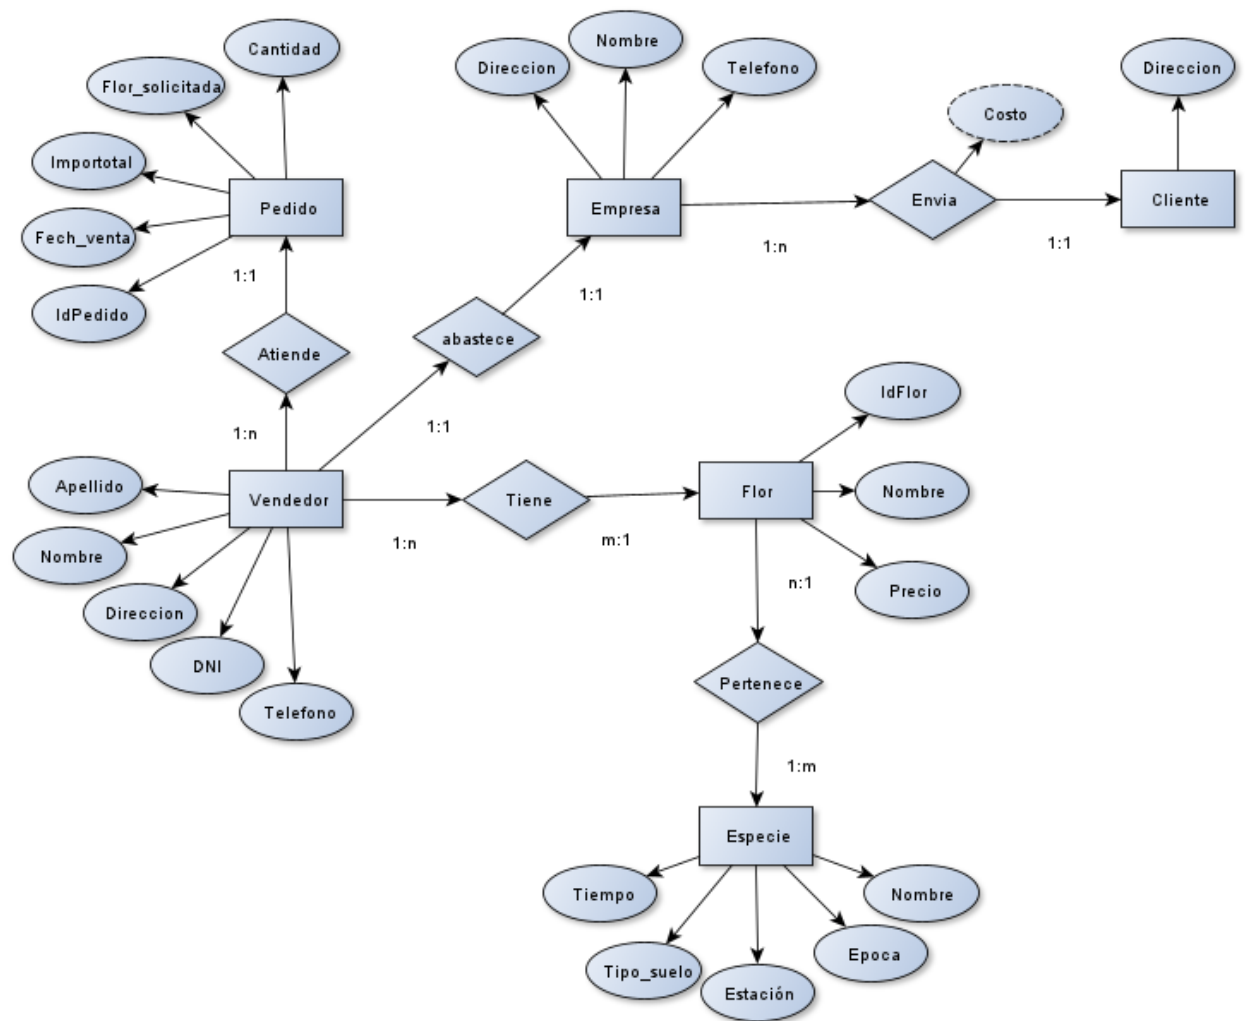 Cantidad
Nombre
Direccion
Telefono
Direccion
Flor_solicitada
Costo
Importotal
Pedido
Empresa
Envia
Cliente
Fech_venta
1:1
1:n
1:1
IdPedido
1:1
Atiende
abastece
IdFlor
1:n
1:1
Apellido
Vendedor
Tiene
Flor
Nombre
1:n
m:1
Nombre
n:1
Precio
Direccion
DNI
Pertenece
Telefono
1:m
Especie
Tiempo
Nombre
Tipo_suelo
Epoca
Estación